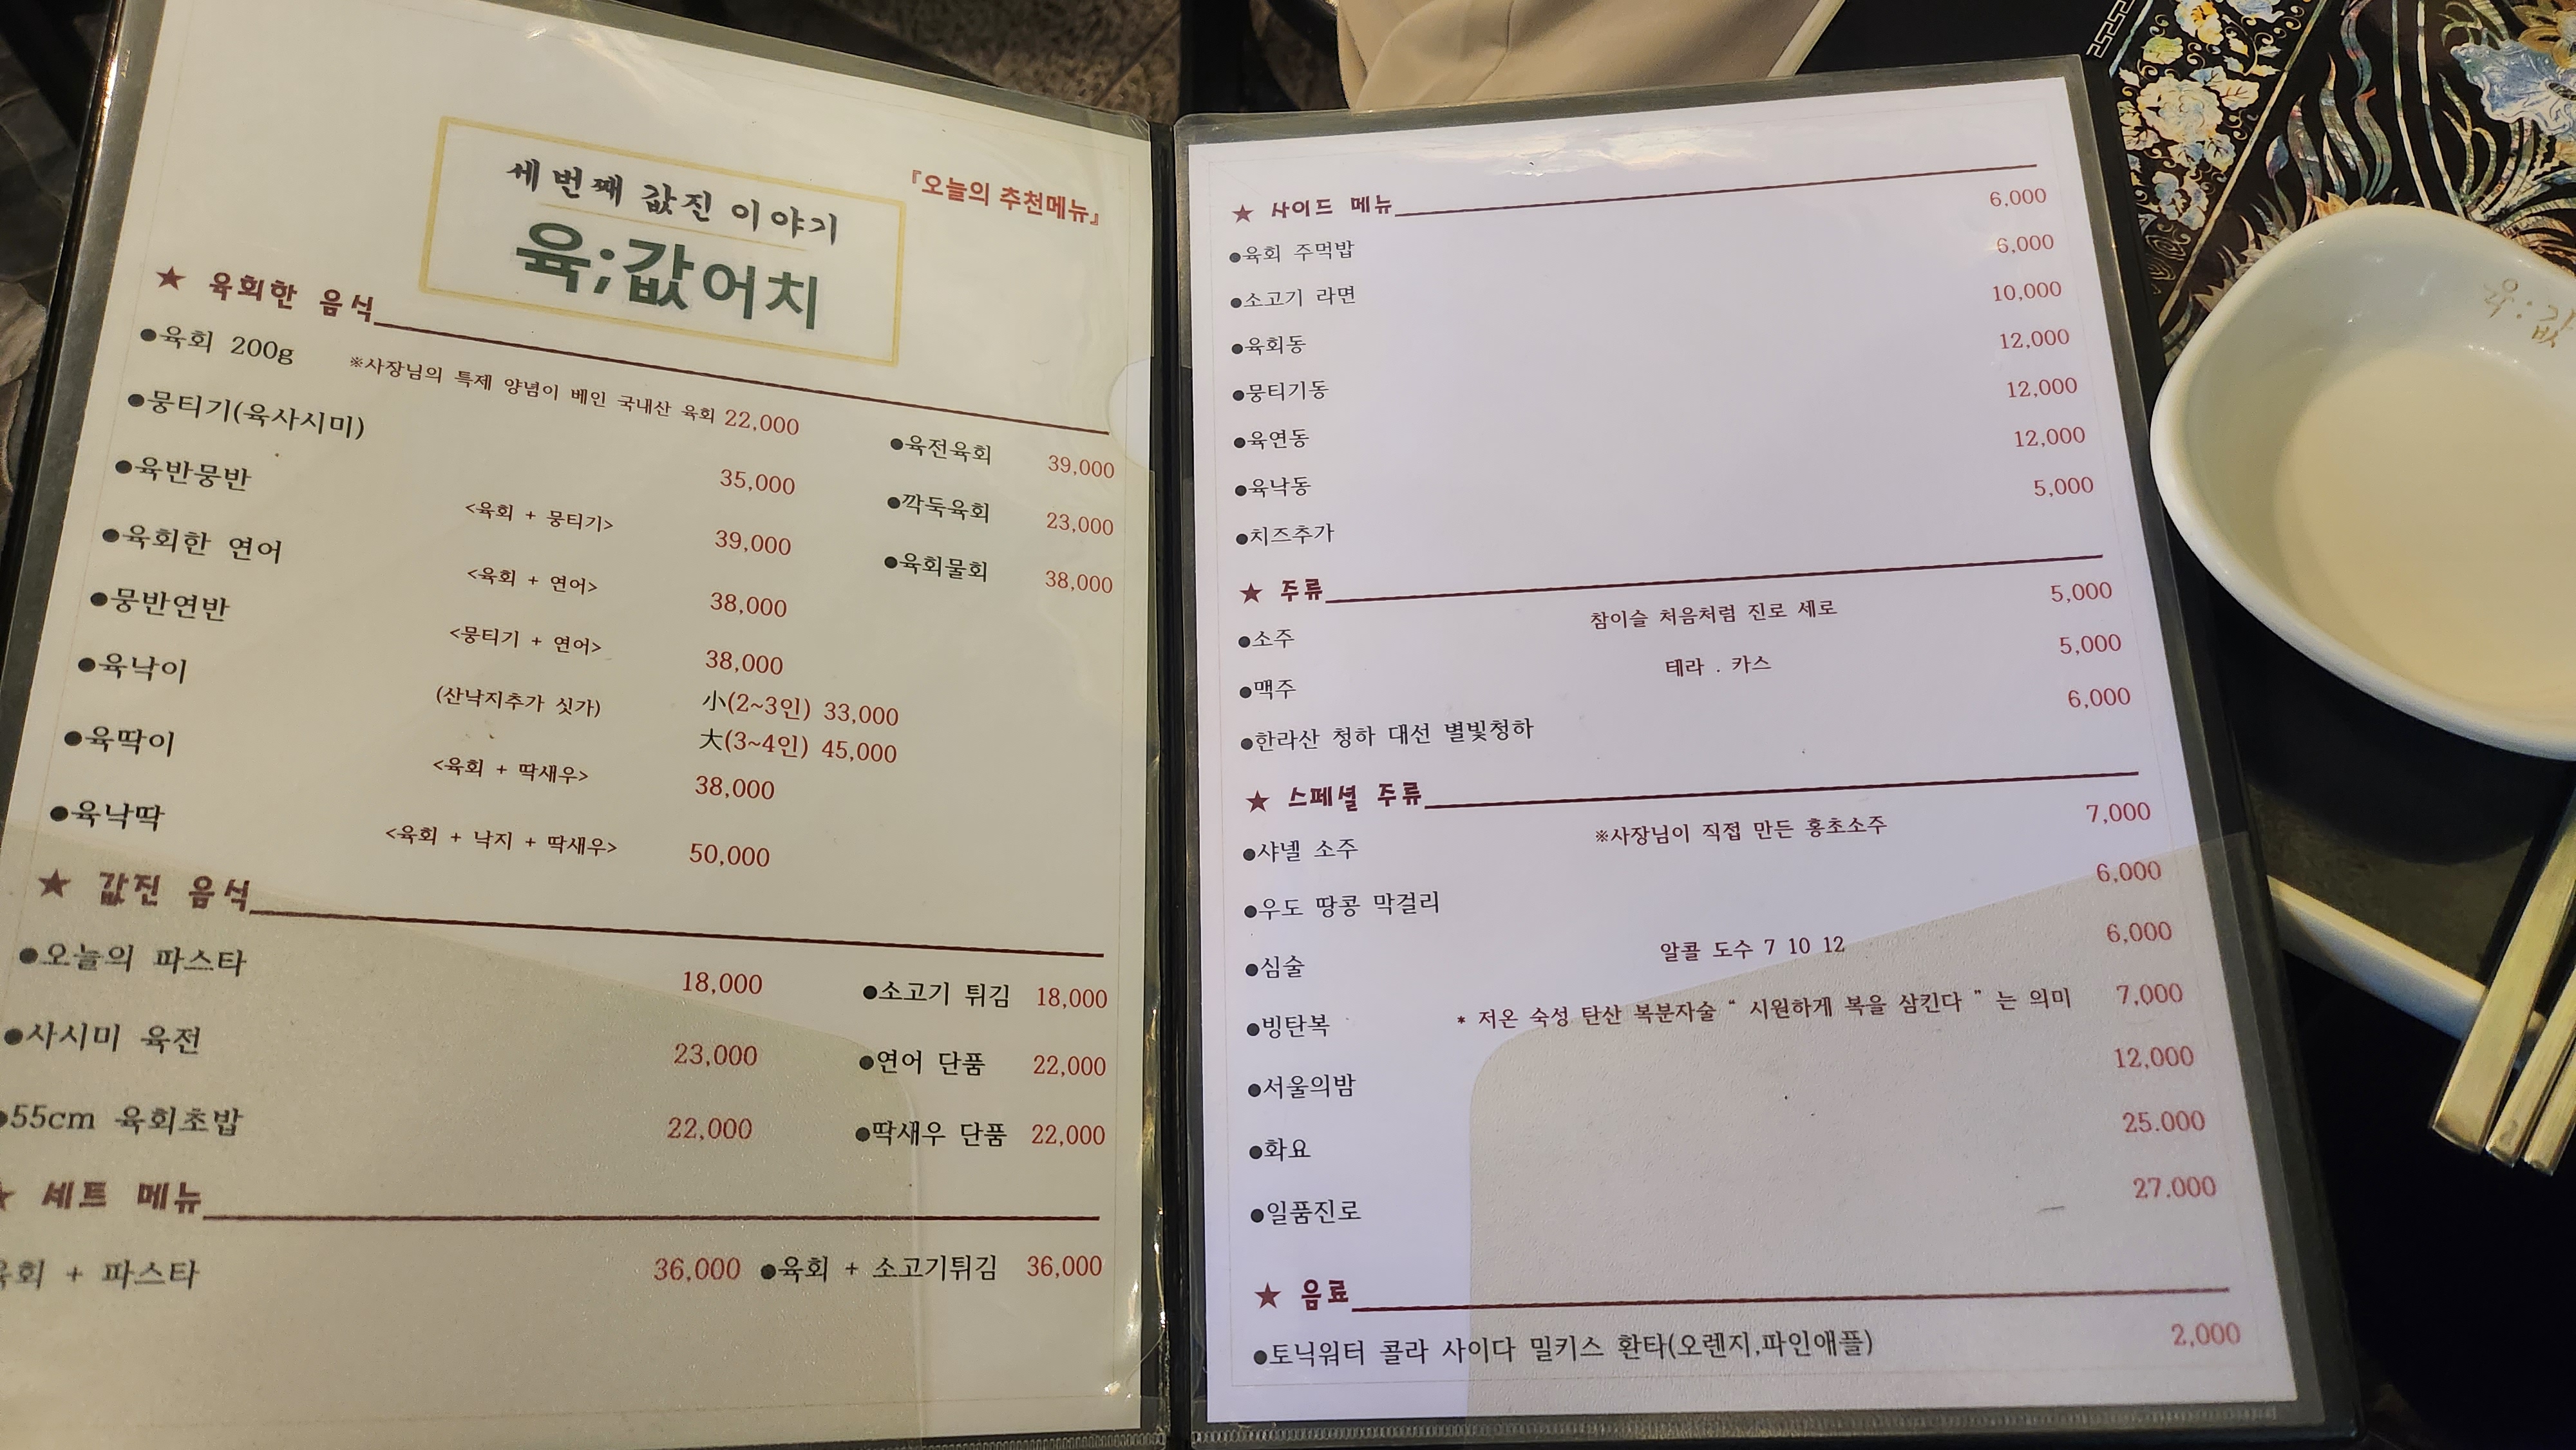 세번째 값진 이야기
육;값어치
『오늘의 추천메뉴』
★ 육회한 음식
●육회 200g ※사장님의 특제 양념이 베인 국내산 육회 22,000
●뭉티기(육사시미) 35,000
●육반뭉반 <육회 + 뭉티기> 39,000
●육회한 연어 <육회 + 연어> 38,000
●뭉반연반 <뭉티기 + 연어> 38,000
●육낙이 (산낙지추가 싯가) 小(2~3인) 33,000
大(3~4인) 45,000
●육딱이 <육회 + 딱새우> 38,000
●육낙딱 <육회 + 낙지 + 딱새우> 50,000
●육전육회 39,000
●깍둑육회 23,000
●육회물회 38,000
★ 값진 음식
●오늘의 파스타 18,000
●사시미 육전 23,000
●55cm 육회초밥 22,000
●소고기 튀김 18,000
●연어 단품 22,000
●딱새우 단품 22,000
★ 세트 메뉴
육회 + 파스타 36,000 ●육회 + 소고기튀김 36,000
★ 사이드 메뉴
●육회 주먹밥 6,000
●소고기 라면 6,000
●육회동 10,000
●뭉티기동 12,000
●육연동 12,000
●육낙동 12,000
●치즈추가 5,000
★ 주류
●소주 참이슬 처음처럼 진로 세로 5,000
●맥주 테라 . 카스 5,000
●한라산 청하 대선 별빛청하 6,000
★ 스페셜 주류
●샤넬 소주 ※사장님이 직접 만든 홍초소주 7,000
●우도 땅콩 막걸리 6,000
●심술 알콜 도수 7 10 12 6,000
●빙탄복 * 저온 숙성 탄산 복분자술 “ 시원하게 복을 삼킨다 ” 는 의미 7,000
●서울의밤 12,000
●화요 25.000
●일품진로 27.000
★ 음료
●토닉워터 콜라 사이다 밀키스 환타(오렌지,파인애플) 2,000
육;값